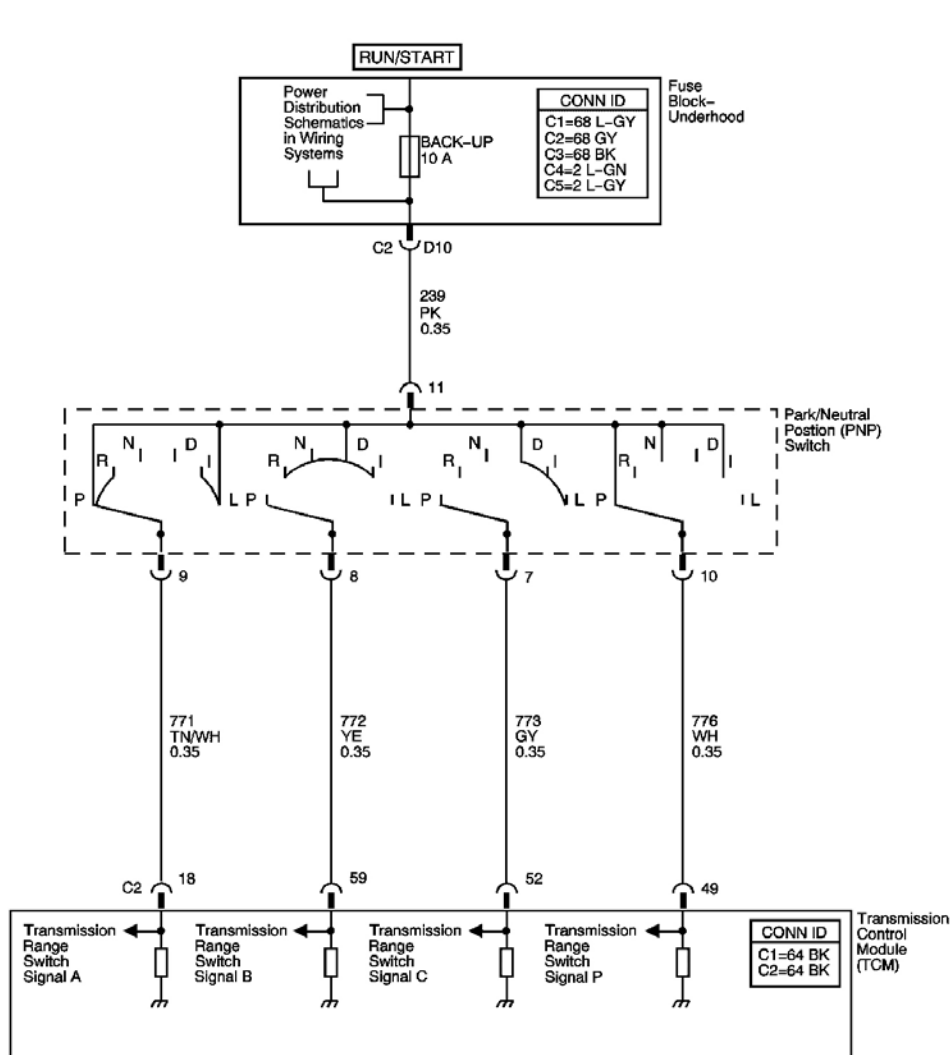 RUN/START
Power
Distribution
Schematics
in Wiring
Systems
BACK-UP
10 A
CONN ID
C1=68 L-GY
C2=68 GY
C3=68 BK
C4=2 L-GN
C5=2 L-GY
Fuse
Block-
Underhood
C2 D10
239
PK
0.35
11
Park/Neutral
Postion (PNP)
Switch
P R N I D I L
P R N D I I L
P R N I D I L
P R N I D I L
9
8
7
10
771
TN/WH
0.35
772
YE
0.35
773
GY
0.35
776
WH
0.35
C2 18
59
52
49
Transmission
Range
Switch
Signal A
Transmission
Range
Switch
Signal B
Transmission
Range
Switch
Signal C
Transmission
Range
Switch
Signal P
CONN ID
C1=64 BK
C2=64 BK
Transmission
Control
Module
(TCM)